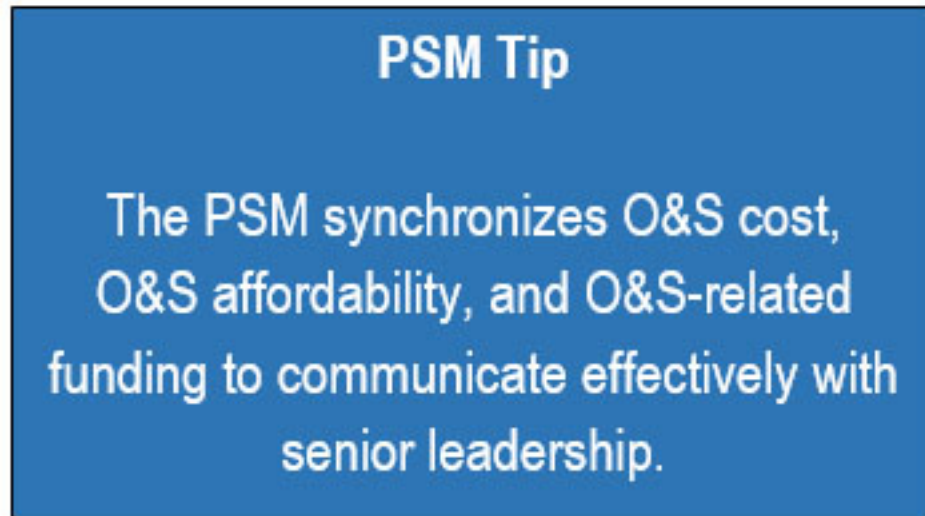 PSM Tip
The PSM synchronizes O&S cost,
O&S affordability, and O&S-related
funding to communicate effectively with
senior leadership.